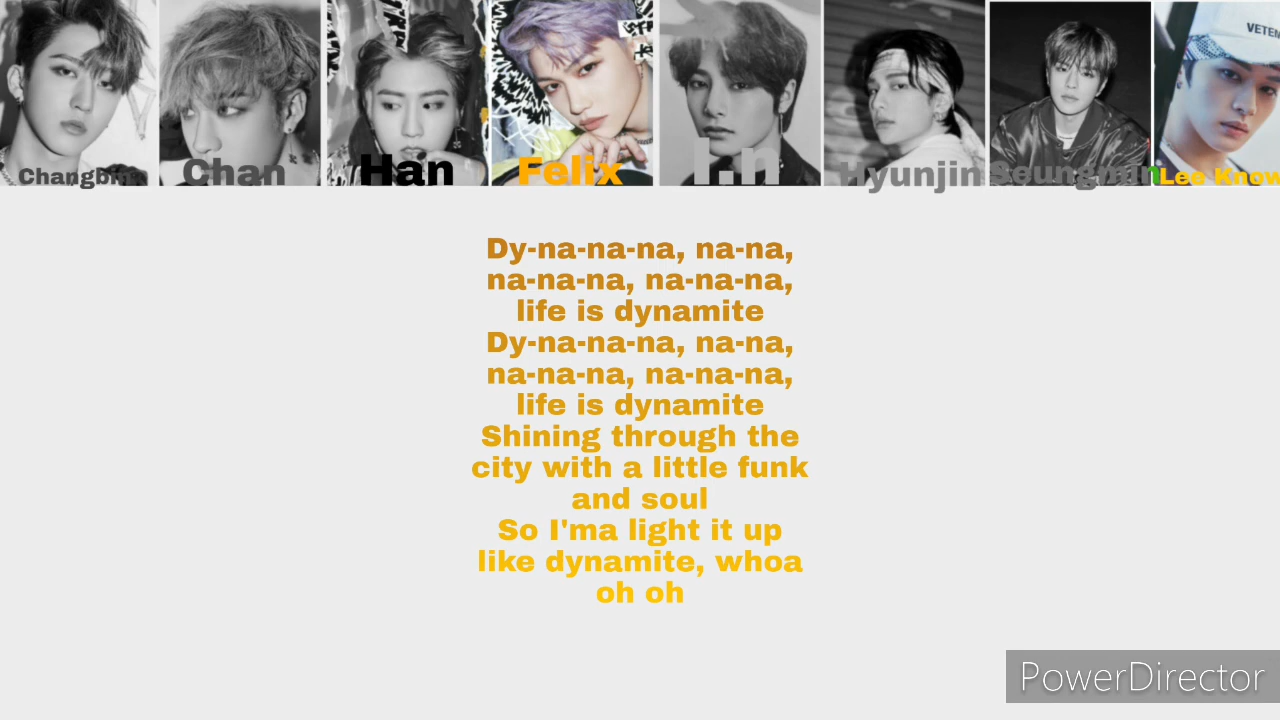 VETEM
Changbin Chan Han Felix I.n Hyunjin Seungmin Lee Know
Dy-na-na-na, na-na,
na-na-na, na-na-na,
life is dynamite
Dy-na-na-na, na-na,
na-na-na, na-na-na,
life is dynamite
Shining through the
city with a little funk
and soul
So I'ma light it up
like dynamite, whoa
oh oh
PowerDirector